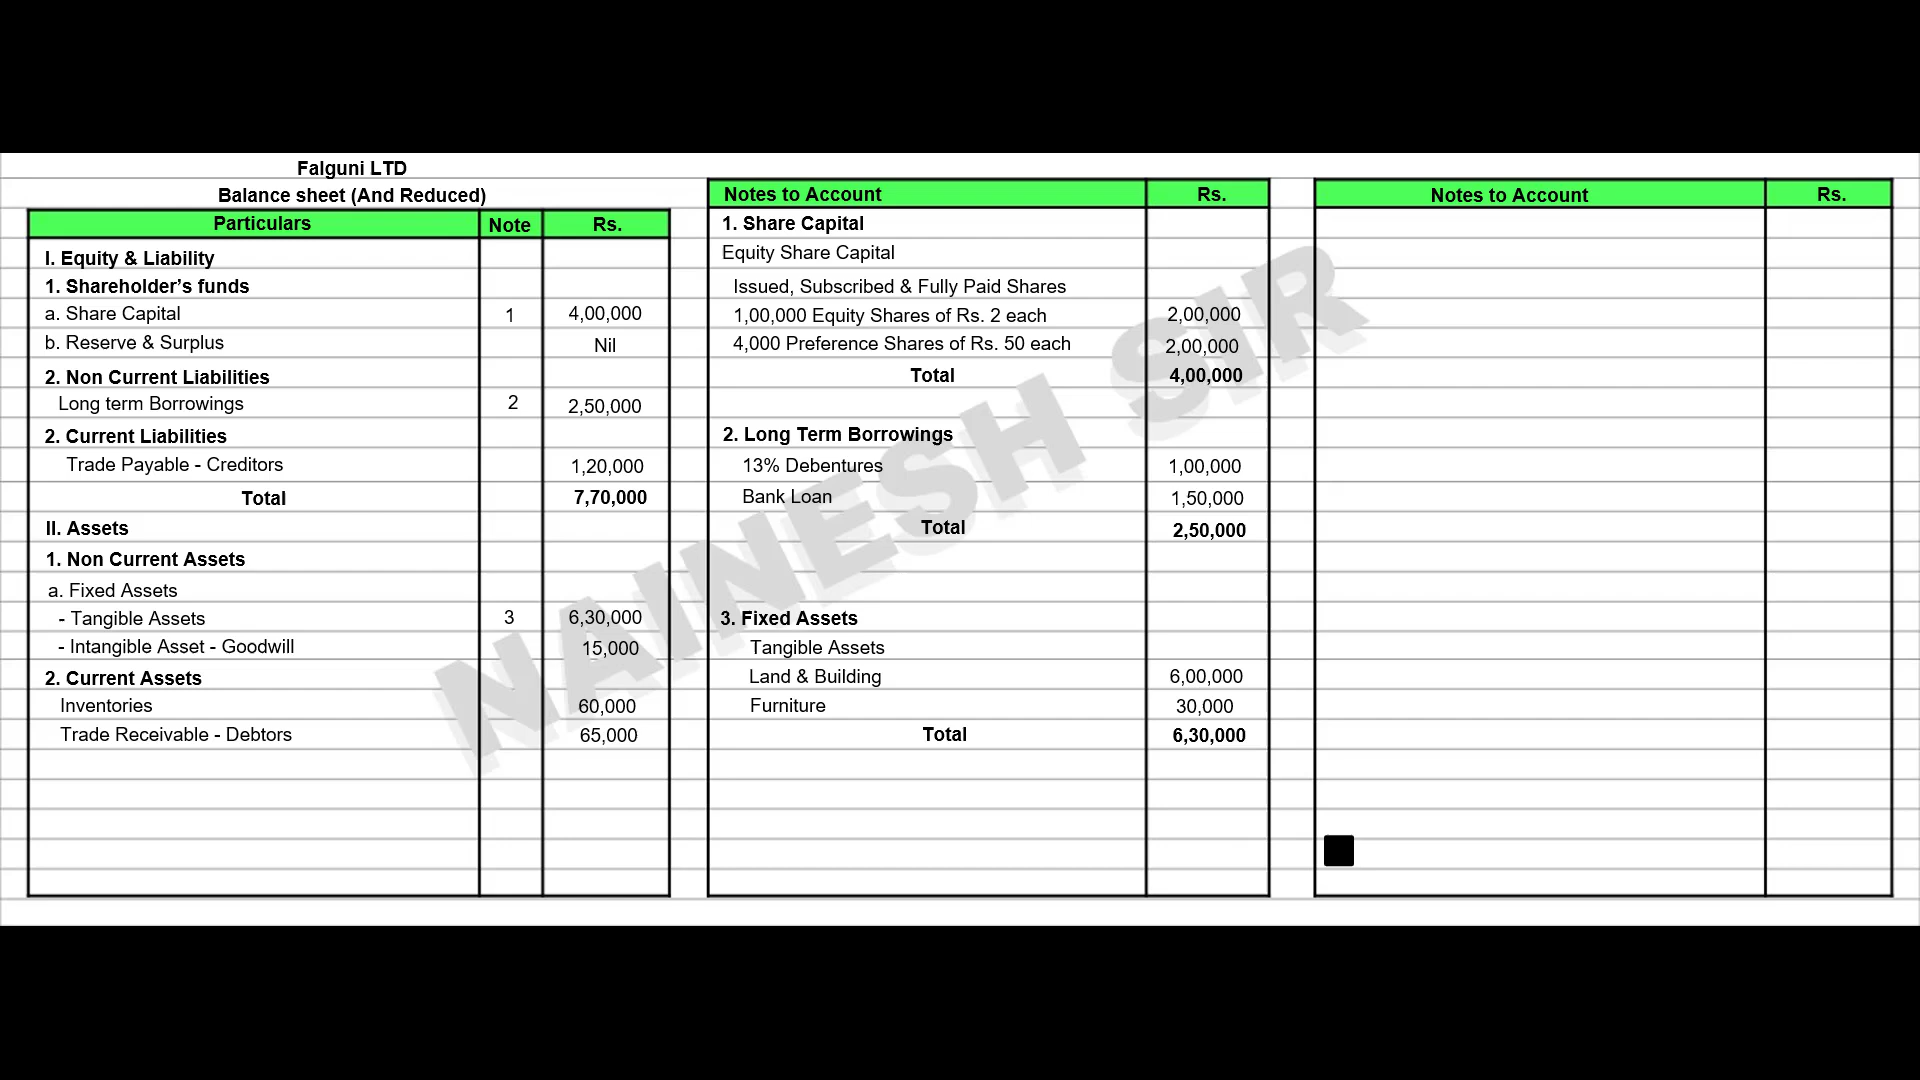 Falguni LTD
Balance sheet (And Reduced)
Particulars Note Rs.
I. Equity & Liability
1. Shareholder’s funds
a. Share Capital 1 4,00,000
b. Reserve & Surplus Nil
2. Non Current Liabilities
Long term Borrowings 2 2,50,000
2. Current Liabilities
Trade Payable - Creditors 1,20,000
Total 7,70,000
II. Assets
1. Non Current Assets
a. Fixed Assets
- Tangible Assets 3 6,30,000
- Intangible Asset - Goodwill 15,000
2. Current Assets
Inventories 60,000
Trade Receivable - Debtors 65,000
Notes to Account Rs.
1. Share Capital
Equity Share Capital
Issued, Subscribed & Fully Paid Shares
1,00,000 Equity Shares of Rs. 2 each 2,00,000
4,000 Preference Shares of Rs. 50 each 2,00,000
Total 4,00,000
2. Long Term Borrowings
13% Debentures 1,00,000
Bank Loan 1,50,000
Total 2,50,000
3. Fixed Assets
Tangible Assets
Land & Building 6,00,000
Furniture 30,000
Total 6,30,000
Notes to Account Rs.
NAINESH SIR